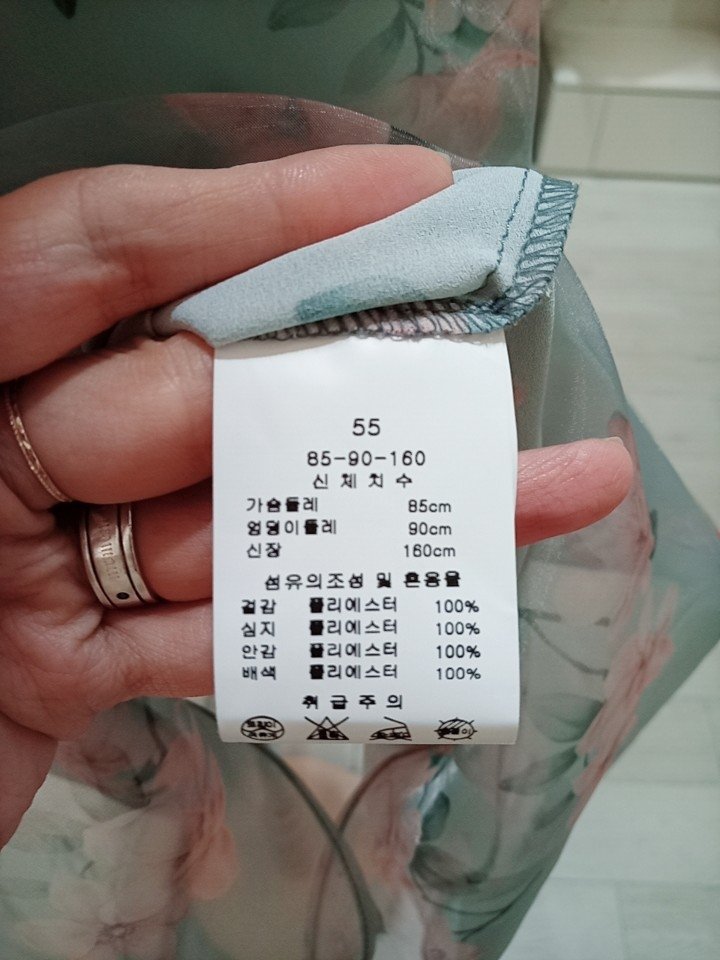 55
85-90-160
신체치수
가슴둘레 85cm
엉덩이둘레 90cm
신장 160cm
섬유의조성 및 혼용율
겉감 폴리에스터 100%
심지 폴리에스터 100%
안감 폴리에스터 100%
배색 폴리에스터 100%
취급주의